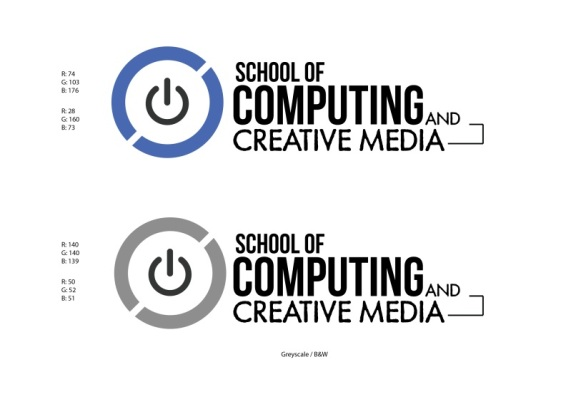 R: 74
G: 103
B: 176
R: 28
G: 160
B: 73
SCHOOL OF
COMPUTING AND
CREATIVE MEDIA
R: 140
G: 140
B: 139
R: 50
G: 52
B: 51
SCHOOL OF
COMPUTING AND
CREATIVE MEDIA
Greyscale / B&W